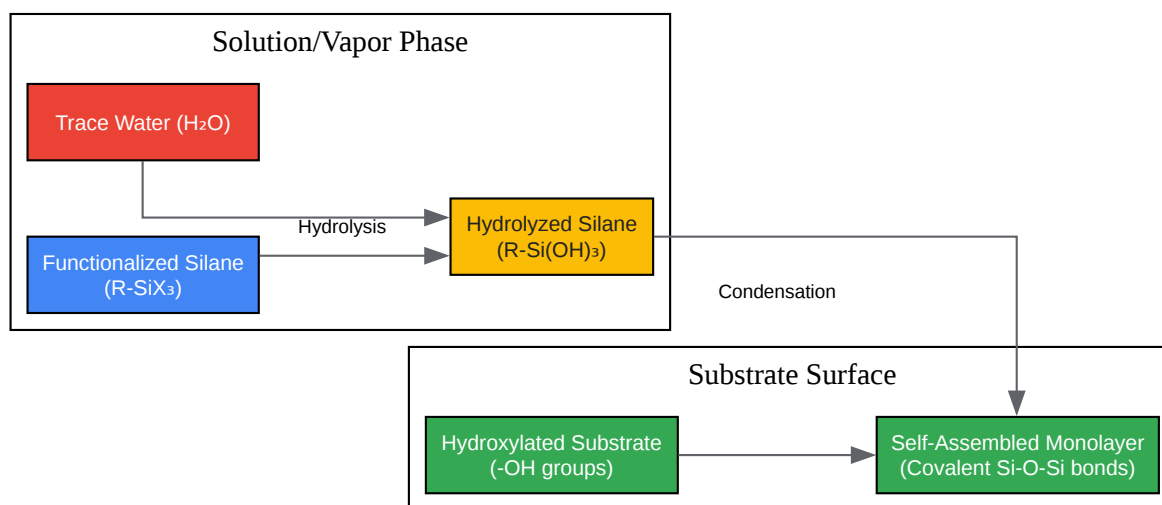 Solution/Vapor Phase
Trace Water (H₂O)
Hydrolysis
Functionalized Silane
(R-SiX₃)
Hydrolyzed Silane
(R-Si(OH)₃)
Condensation
Substrate Surface
Hydroxylated Substrate
(-OH groups)
Self-Assembled Monolayer
(Covalent Si-O-Si bonds)